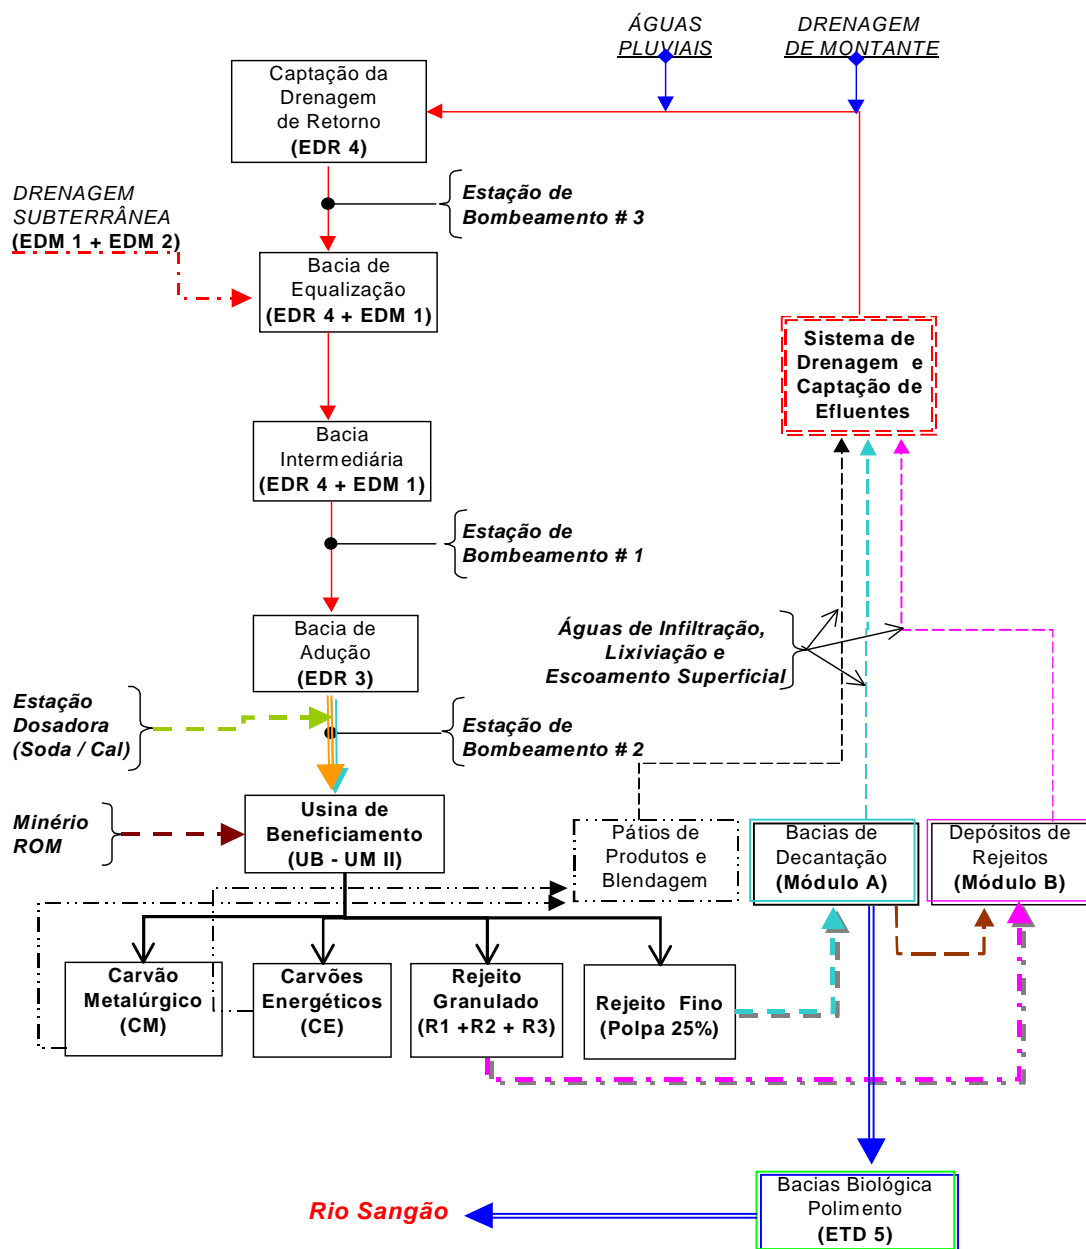 ÁGUAS
PLUVIAIS
DRENAGEM
DE MONTANTE
Captação da
Drenagem
de Retorno
(EDR 4)
DRENAGEM
SUBTERRÂNEA
(EDM 1 + EDM 2)
Estação de
Bombeamento # 3
Bacia de
Equalização
(EDR 4 + EDM 1)
Sistema de
Drenagem e
Captação de
Efluentes
Bacia
Intermediária
(EDR 4 + EDM 1)
Estação de
Bombeamento # 1
Bacia de
Adução
(EDR 3)
Águas de Infiltração,
Lixiviação e
Escoamento Superficial
Estação
Dosadora
(Soda / Cal)
Estação de
Bombeamento # 2
Minério
ROM
Usina de
Beneficiamento
(UB - UM II)
Pátios de
Produtos e
Blendagem
Bacias de
Decantação
(Módulo A)
Depósitos de
Rejeitos
(Módulo B)
Carvão
Metalúrgico
(CM)
Carvões
Energéticos
(CE)
Rejeito
Granulado
(R1 +R2 + R3)
Rejeito Fino
(Polpa 25%)
Bacias Biológica
Polimento
(ETD 5)
Rio Sangão